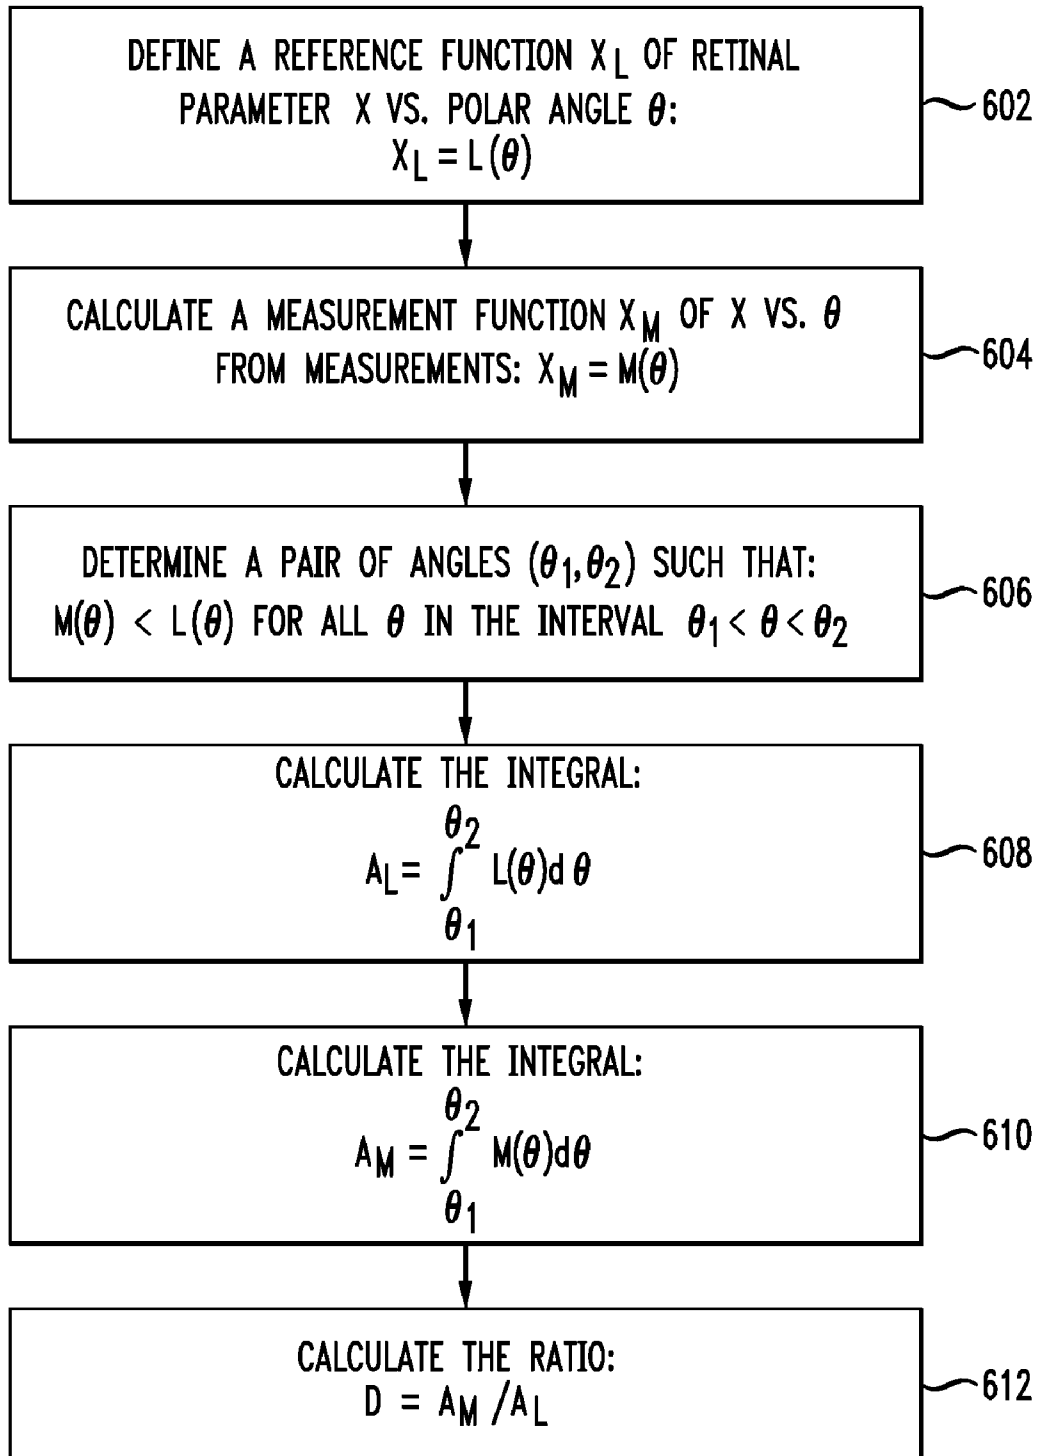 DEFINE A REFERENCE FUNCTION X_L OF RETINAL
PARAMETER X VS. POLAR ANGLE θ:
X_L = L(θ)
602
CALCULATE A MEASUREMENT FUNCTION X_M OF X VS. θ
FROM MEASUREMENTS: X_M = M(θ)
604
DETERMINE A PAIR OF ANGLES (θ1,θ2) SUCH THAT:
M(θ) < L(θ) FOR ALL θ IN THE INTERVAL θ1 < θ < θ2
606
CALCULATE THE INTEGRAL:
θ2
A_L = ∫ L(θ)dθ
θ1
608
CALCULATE THE INTEGRAL:
θ2
A_M = ∫ M(θ)dθ
θ1
610
CALCULATE THE RATIO:
D = A_M /A_L
612